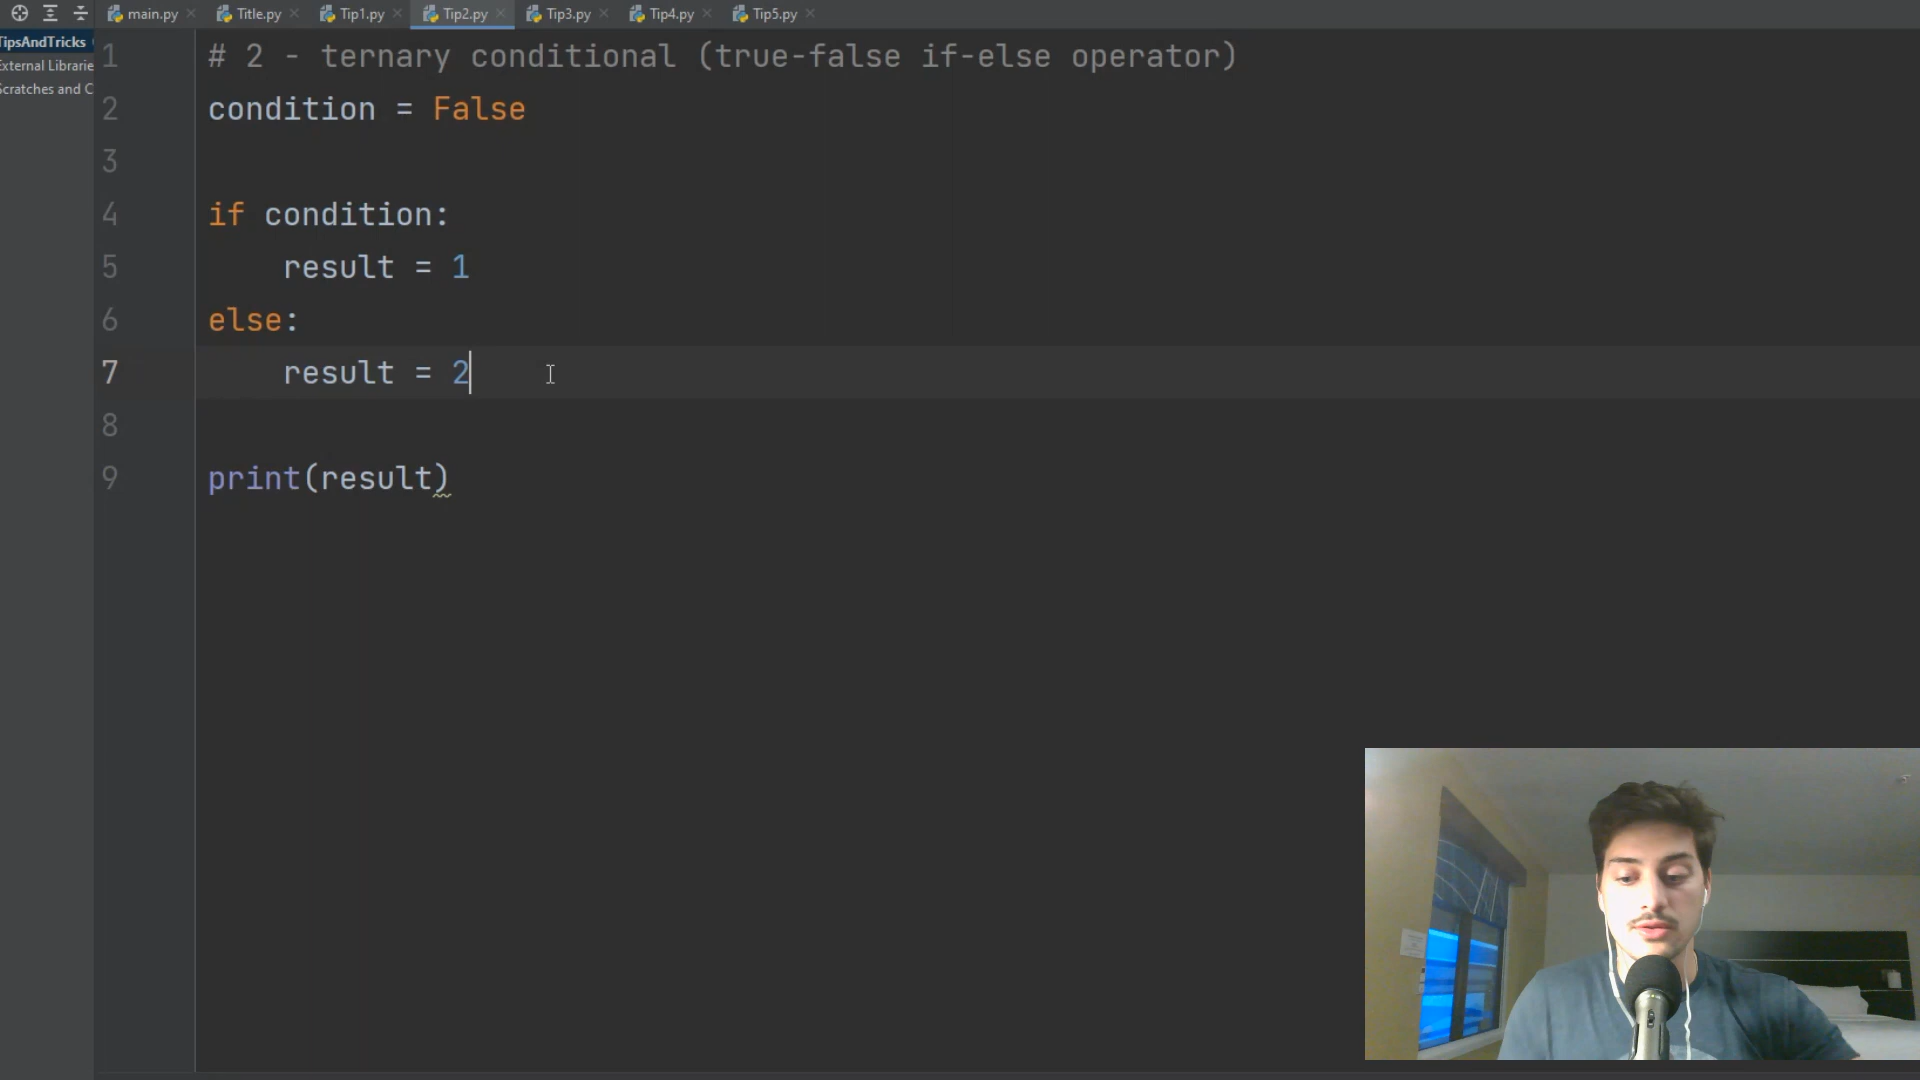 main.py Title.py Tip1.py Tip2.py Tip3.py Tip4.py Tip5.py
TipsAndTricks
External Librarie
Scratches and C
1 # 2 - ternary conditional (true-false if-else operator)
2 condition = False
3
4 if condition:
5 result = 1
6 else:
7 result = 2
8
9 print(result)